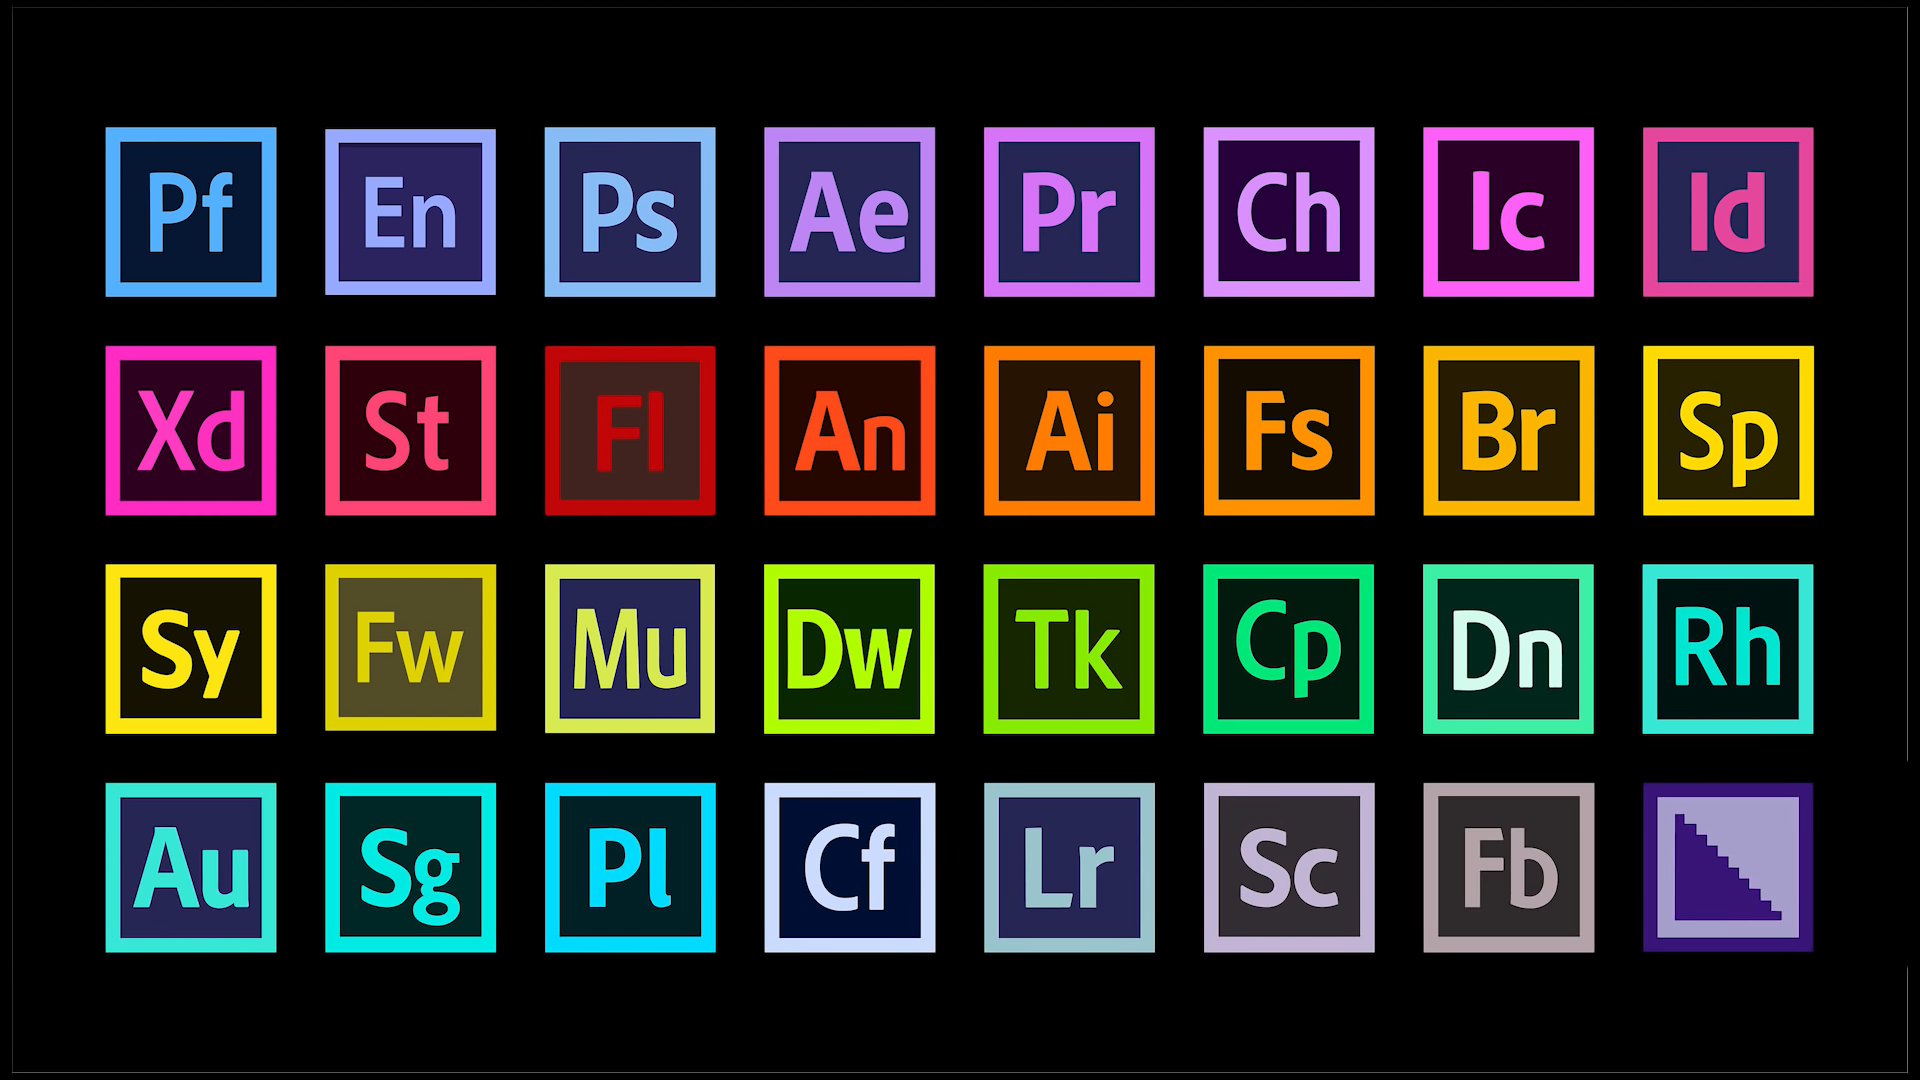 Pf En Ps Ae Pr Ch Ic Id
Xd St Fl An Ai Fs Br Sp
Sy Fw Mu Dw Tk Cp Dn Rh
Au Sg Pl Cf Lr Sc Fb